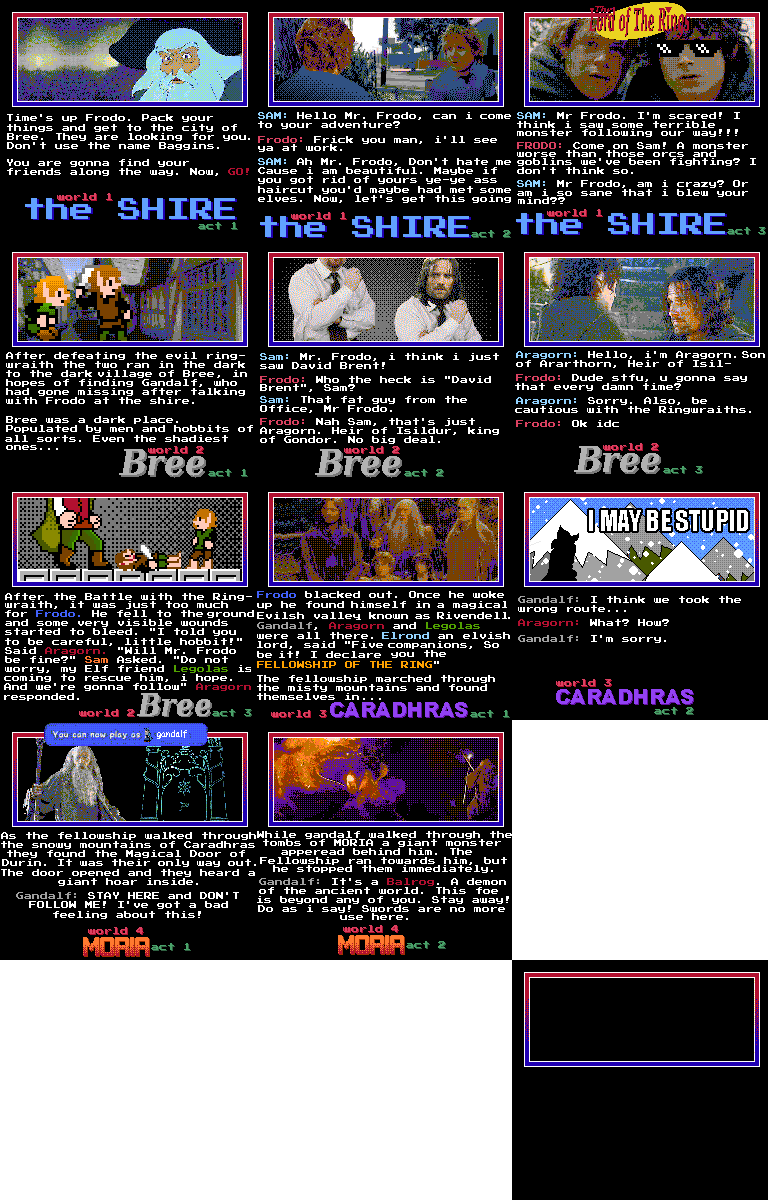 Time's up Frodo. Pack your
things and get to the city of
Bree. They are looking for you.
Don't use the name Baggins.
You are gonna find your
friends along the way. Now, GO!
world 1
the SHIRE
act 1
SAM: Hello Mr. Frodo, can i come
to your adventure?
Frodo: Frick you man, i'll see
ya at work.
SAM: Ah Mr. Frodo, Don't hate me
Cause i am beautiful. Maybe if
you got rid of yours ye-ye ass
haircut you'd maybe had met some
elves. Now, let's get this going
world 1
the SHIRE act 2
The
Lord of The Rings
SAM: Mr Frodo. I'm scared! I
think i saw some terrible
monster following our way!!!
FRODO: Come on Sam! A monster
worse than those orcs and
goblins we've been fighting? I
don't think so.
SAM: Mr Frodo, am i crazy? Or
am i so sane that i blew your
mind??
world 1
the SHIRE act 3
After defeating the evil ring-
wraith the two ran in the dark
to the dark village of Bree, in
hopes of finding Gandalf, who
had gone missing after talking
with Frodo at the shire.
Bree was a dark place.
Populated by men and hobbits of
all sorts. Even the shadiest
ones...
world 2
Bree act 1
Sam: Mr. Frodo, i think i just
saw David Brent!
Frodo: Who the heck is "David
Brent", Sam?
Sam: That fat guy from the
Office, Mr Frodo.
Frodo: Nah Sam, that's just
Aragorn. Heir of Isildur, king
of Gondor. No big deal.
world 2
Bree act 2
Aragorn: Hello, i'm Aragorn.Son
of Ararthorn, Heir of Isil-
Frodo: Dude stfu, u gonna say
that every damn time?
Aragorn: Sorry. Also, be
cautious with the Ringwraiths.
Frodo: Ok idc
world 2
Bree act 3
After the Battle with the Ring-
wraith, it was just too much
for Frodo. He fell to the ground
and some very visible wounds
started to bleed. "I told you
to be careful, little hobbit!"
Said Aragorn. "Will Mr. Frodo
be fine?" Sam Asked. "Do not
worry, my Elf friend Legolas is
coming to rescue him, i hope.
And we're gonna follow" Aragorn
responded.
world 2 Bree act 3
Frodo blacked out. Once he woke
up he found himself in a magical
Evilsh valley known as Rivendell.
Gandalf, Aragorn and Legolas
were all there. Elrond an elvish
lord, said "Five companions, So
be it! I declare you the
FELLOWSHIP OF THE RING"
The fellowship marched through
the misty mountains and found
themselves in...
world 3 CARADHRAS act 1
I MAY BE STUPID
Gandalf: I think we took the
wrong route...
Aragorn: What? How?
Gandalf: I'm sorry.
world 3
CARADHRAS
act 2
You can now play as gandalf
As the fellowship walked through
the snowy mountains of Caradhras
they found the Magical Door of
Durin. It was their only way out.
The door opened and they heard a
giant hoar inside.
Gandalf: STAY HERE and DON'T
FOLLOW ME! I've got a bad
feeling about this!
world 4
MORIA act 1
While gandalf walked through the
tombs of MORIA a giant monster
apperead behind him. The
Fellowship ran towards him, but
he stopped them immediately.
Gandalf: It's a Balrog. A demon
of the ancient world. This foe
is beyond any of you. Stay away!
Do as i say! Swords are no more
use here.
world 4
MORIA act 2